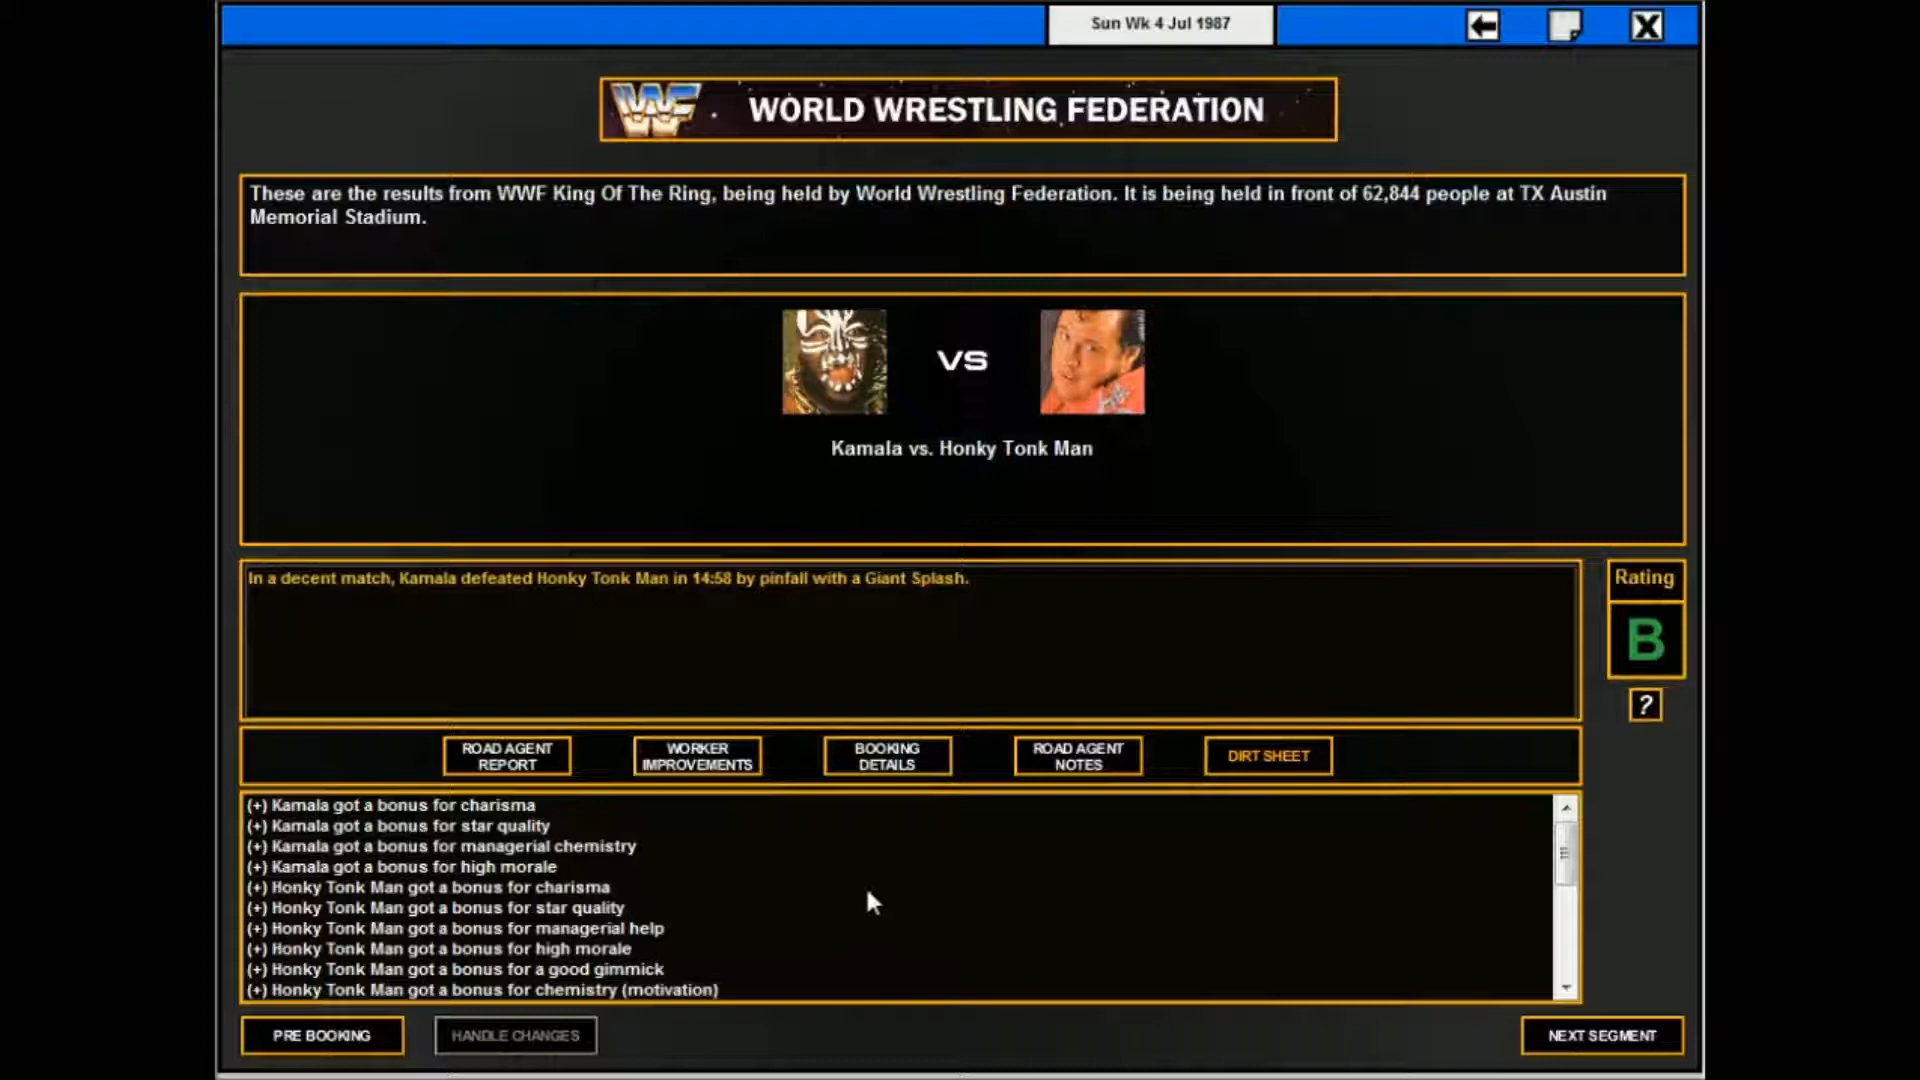 Sun Wk 4 Jul 1987
WWF
WORLD WRESTLING FEDERATION
These are the results from WWF King Of The Ring, being held by World Wrestling Federation. It is being held in front of 62,844 people at TX Austin
Memorial Stadium.
VS
Kamala vs. Honky Tonk Man
In a decent match, Kamala defeated Honky Tonk Man in 14:58 by pinfall with a Giant Splash.
Rating
B
?
ROAD AGENT
REPORT
WORKER
IMPROVEMENTS
BOOKING
DETAILS
ROAD AGENT
NOTES
DIRT SHEET
(+) Kamala got a bonus for charisma
(+) Kamala got a bonus for star quality
(+) Kamala got a bonus for managerial chemistry
(+) Kamala got a bonus for high morale
(+) Honky Tonk Man got a bonus for charisma
(+) Honky Tonk Man got a bonus for star quality
(+) Honky Tonk Man got a bonus for managerial help
(+) Honky Tonk Man got a bonus for high morale
(+) Honky Tonk Man got a bonus for a good gimmick
(+) Honky Tonk Man got a bonus for chemistry (motivation)
PRE BOOKING
HANDLE CHANGES
NEXT SEGMENT